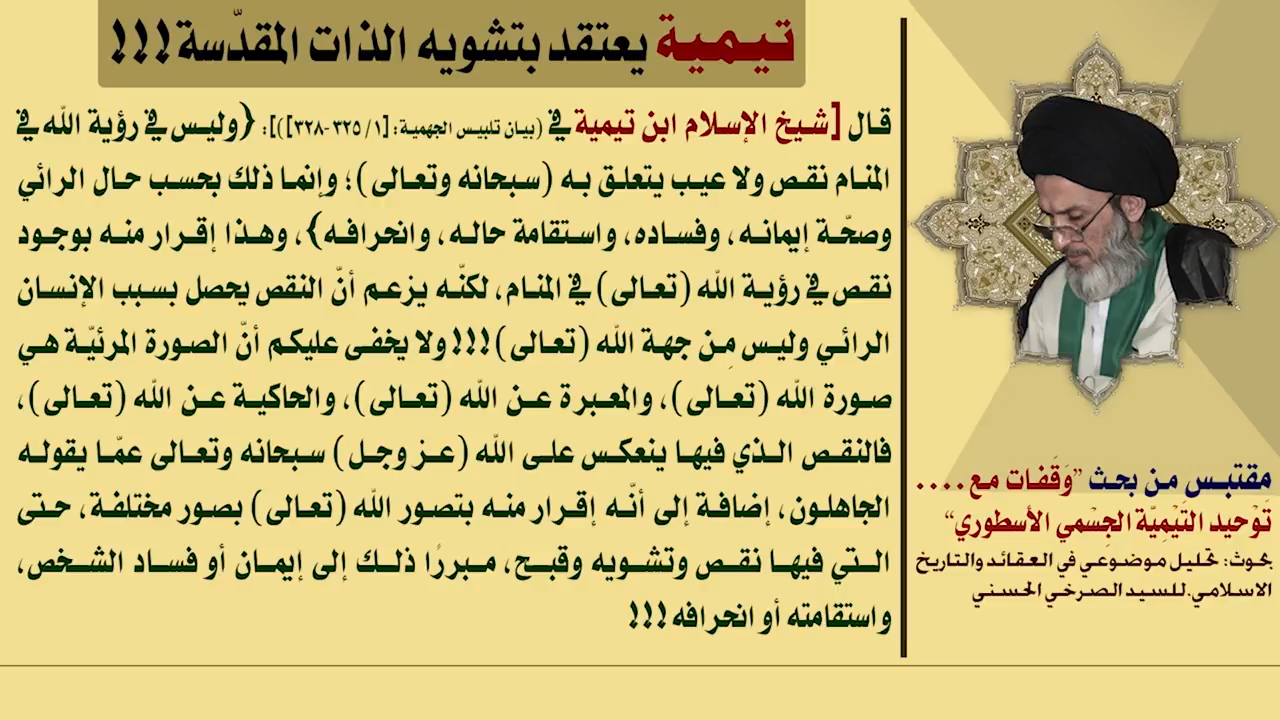 تيمية يعتقد بتشويه الذات المقدّسة!!!
قال [شيخ الإسلام ابن تيمية في (بيان تلبيس الجهمية: [١/ ٣٢٥-٣٢٨])]: {وليس في رؤية الله في
المنام نقص ولا عيب يتعلق به (سبحانه وتعالى)؛ وإنما ذلك بحسب حال الرائي
وصحّة إيمانه، وفساده، واستقامة حاله، وانحرافه}، وهذا إقرار منه بوجود
نقص في رؤية الله (تعالى) في المنام، لكنّه يزعم أنّ النقص يحصل بسبب الإنسان
الرائي وليس مِن جهة الله (تعالى)!!! ولا يخفى عليكم أنّ الصورة المرئيّة هي
صورة الله (تعالى)، والمعبرة عن الله (تعالى)، والحاكية عن الله (تعالى)،
فالنقص الذي فيها ينعكس على الله (عز وجل) سبحانه وتعالى عمّا يقوله
الجاهلون، إضافة إلى أنّه إقرار منه بتصور الله (تعالى) بصور مختلفة، حتى
التي فيها نقص وتشويه وقبح، مبررًا ذلك إلى إيمان أو فساد الشخص،
واستقامته أو انحرافه!!!
مقتبس من بحث "وَقَفات مع....
تَوْحيد التَيْمِيّة الجِسْمي الأسطوري"
بحوث: تحليل موضوعي في العقائد والتاريخ
الاسلامي.للسيد الصرخي الحسني